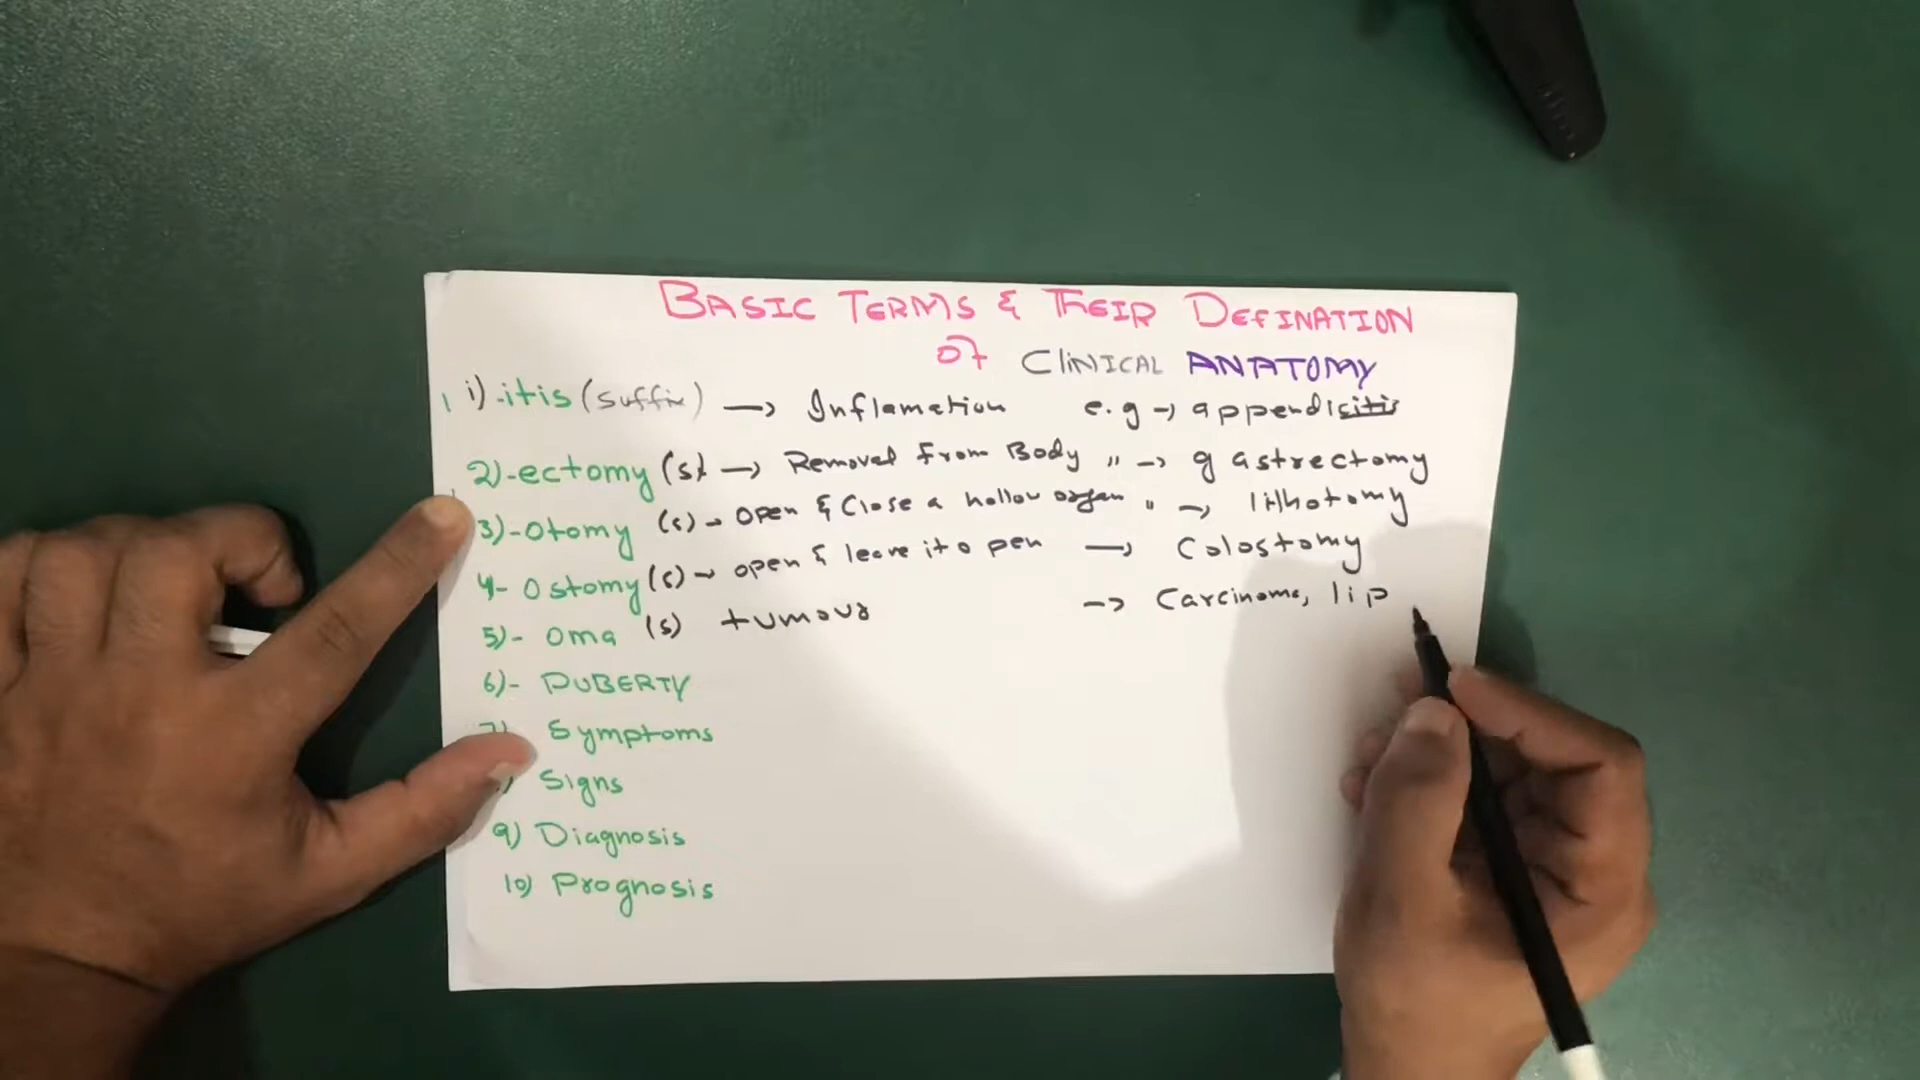 BASIC TERMS & THEIR DEFINATION
of CLINICAL ANATOMY
i) -itis (suffix) → Inflamation e.g → appendisitis
2) -ectomy (s) → Removed from Body " → gastrectomy
3) -Otomy (s) → open & Close a hollow organ " → lithotomy
4- Ostomy (s) → open & leave it open → Colostomy
5)- Oma (s) tumour → Carcinoma, lip
6)- PUBERTY
7) Symptoms
) Signs
9) Diagnosis
10) Prognosis